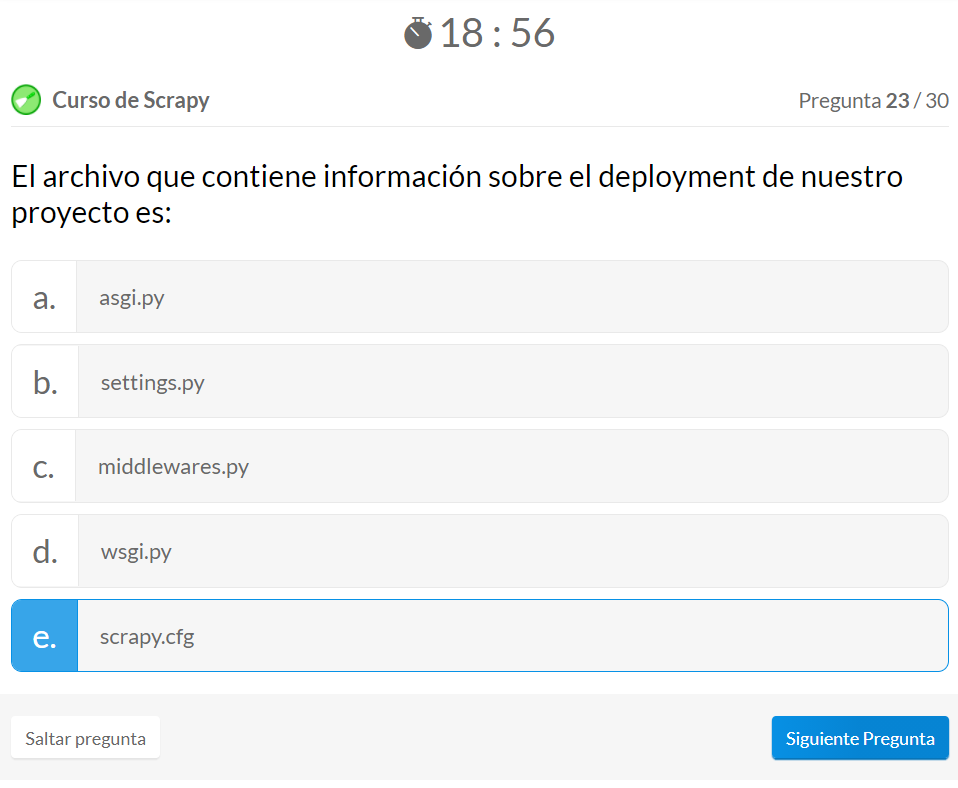 18 : 56
Curso de Scrapy
Pregunta 23 / 30
El archivo que contiene información sobre el deployment de nuestro
proyecto es:
a. asgi.py
b. settings.py
c. middlewares.py
d. wsgi.py
e. scrapy.cfg
Saltar pregunta
Siguiente Pregunta